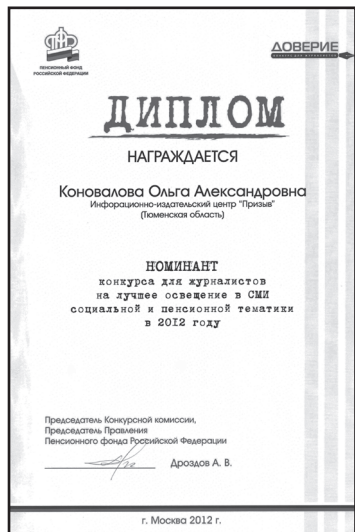 ПЕНСИОННЫЙ ФОНД
РОССИЙСКОЙ ФЕДЕРАЦИИ
ДОВЕРИЕ
ДИПЛОМ
НАГРАЖДАЕТСЯ
Коновалова Ольга Александровна
Инфорационно-издательский центр "Призыв"
(Тюменская область)
НОМИНАНТ
конкурса для журналистов
на лучшее освещение в СМИ
социальной и пенсионной тематики
в 2012 году
Председатель Конкурсной комиссии,
Председатель Правления
Пенсионного фонда Российской Федерации
Дроздов А. В.
г. Москва 2012 г.